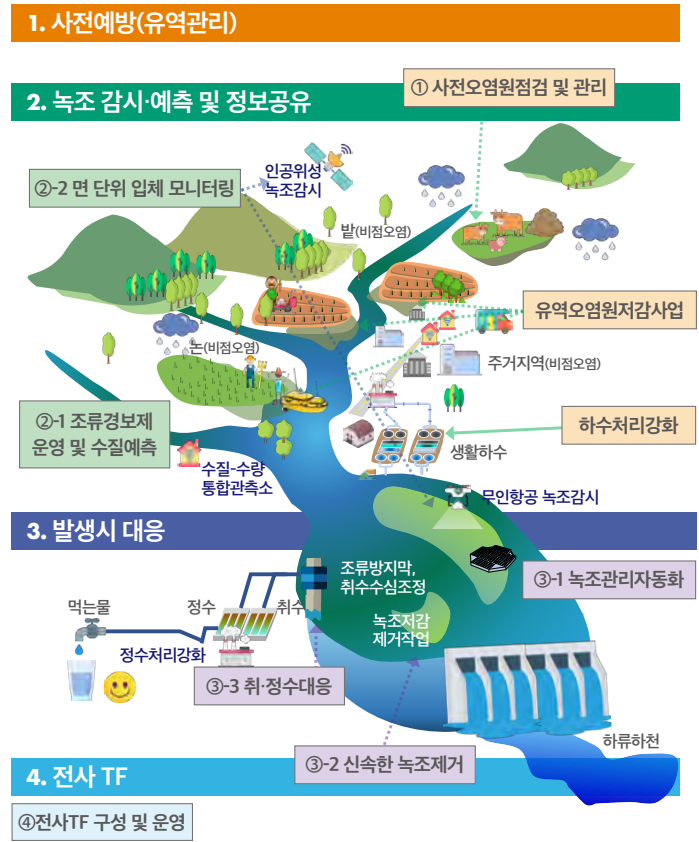 1. 사전예방(유역관리)
① 사전오염원점검 및 관리
2. 녹조 감시·예측 및 정보공유
인공위성
녹조감시
②-2 면 단위 입체 모니터링
밭(비점오염)
유역오염원저감사업
논(비점오염)
주거지역(비점오염)
②-1 조류경보제
운영 및 수질예측
하수처리강화
생활하수
수질-수량
통합관측소
무인항공 녹조감시
3. 발생시 대응
조류방지막,
취수수심조정
③-1 녹조관리자동화
먹는물
정수
취수
녹조저감
제거작업
정수처리강화
③-3 취·정수대응
하류하천
③-2 신속한 녹조제거
4. 전사 TF
④전사TF 구성 및 운영